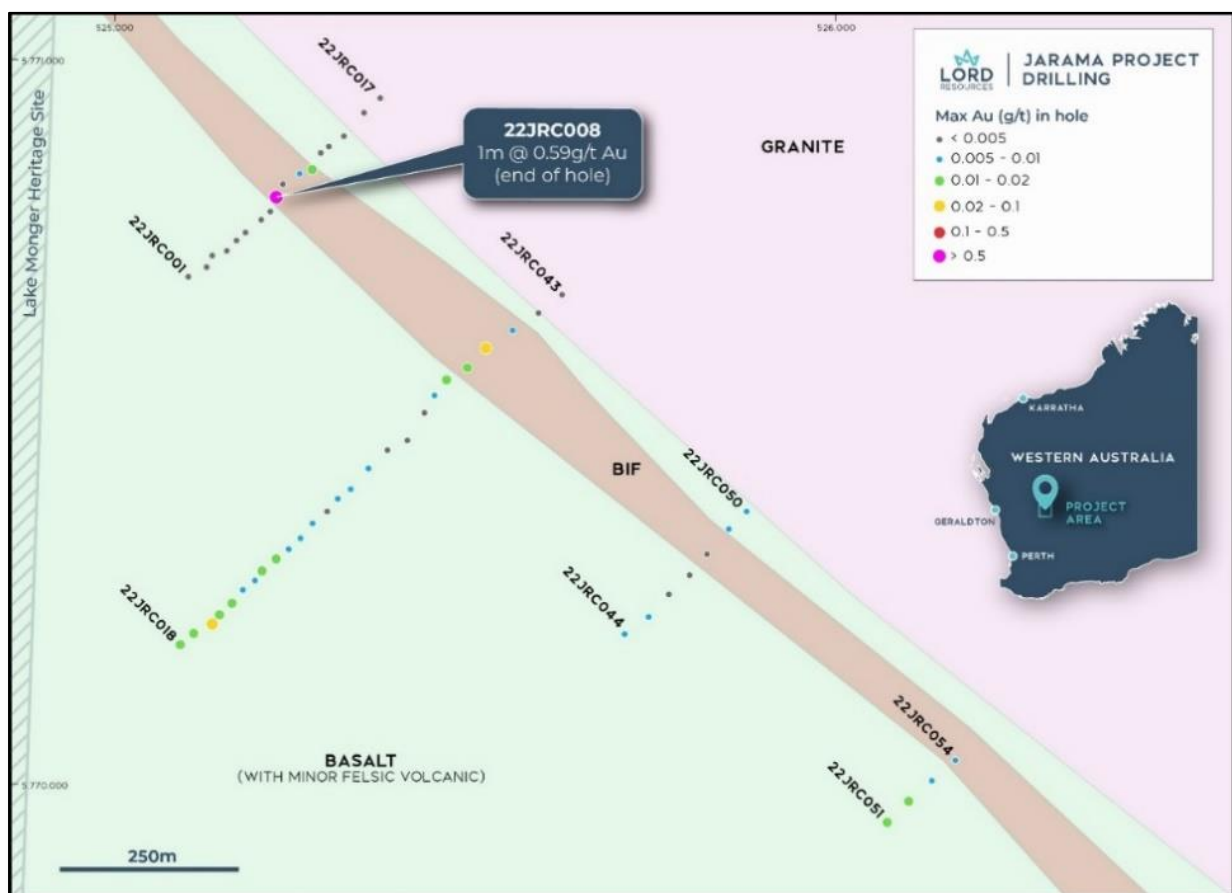 525,000
526,000
5 771,000
5 770,000
Lake Monger Heritage Site
22JRC017
22JRC008
1m @ 0.59g/t Au
(end of hole)
22JRC001
22JRC043
GRANITE
LORD
RESOURCES
JARAMA PROJECT
DRILLING
Max Au (g/t) in hole
< 0.005
0.005 - 0.01
0.01 - 0.02
0.02 - 0.1
0.1 - 0.5
> 0.5
KARRATHA
WESTERN AUSTRALIA
PROJECT
AREA
GERALDTON
PERTH
BIF
22JRC050
22JRC044
22JRC018
22JRC054
22JRC051
BASALT
(WITH MINOR FELSIC VOLCANIC)
250m